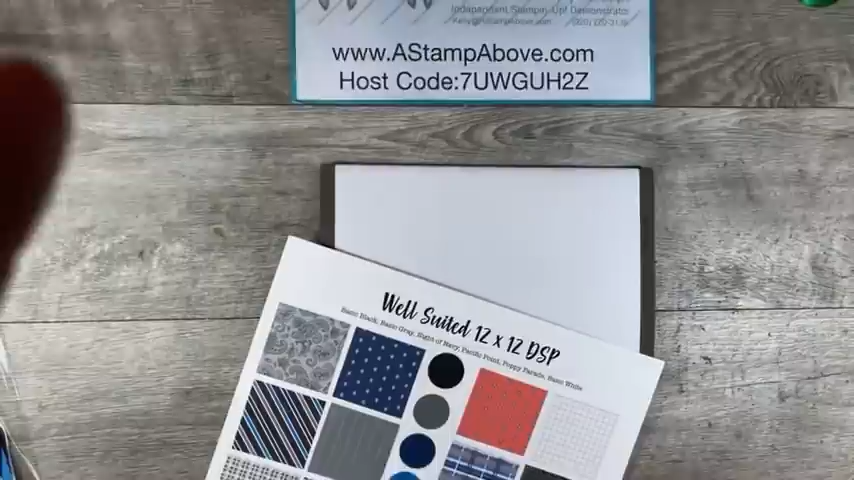 Independent Stampin' Up! Demonstrator
www.AStampAbove.com
Host Code:7UWGUH2Z
Well Suited 12 x 12 DSP
Basic Black, Basic Gray, Night of Navy, Pacific Point, Poppy Parade, Basic White